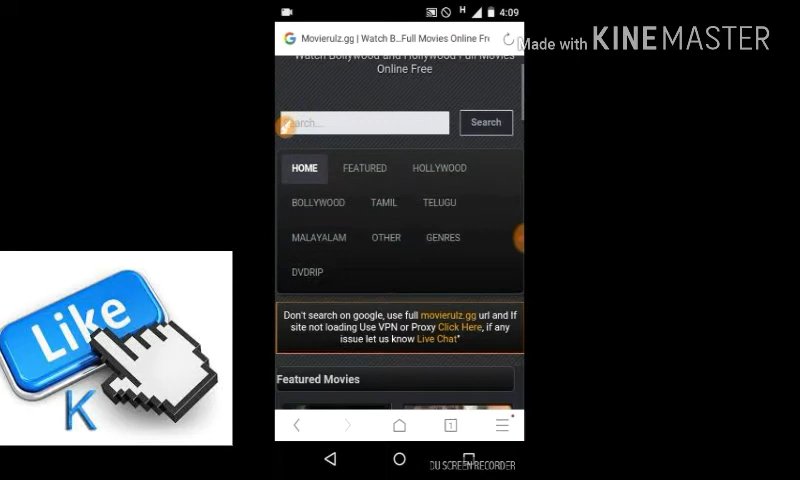 H 4:09
Movierulz.gg | Watch B...Full Movies Online Fre
Made with KINEMASTER
Watch Bollywood and Hollywood Full Movies
Online Free
earch...
Search
HOME FEATURED HOLLYWOOD
BOLLYWOOD TAMIL TELUGU
MALAYALAM OTHER GENRES
DVDRIP
Don't search on google, use full movierulz.gg url and If
site not loading Use VPN or Proxy Click Here, if any
issue let us know Live Chat"
Featured Movies
1
DU SCREEN RECORDER
Like
K